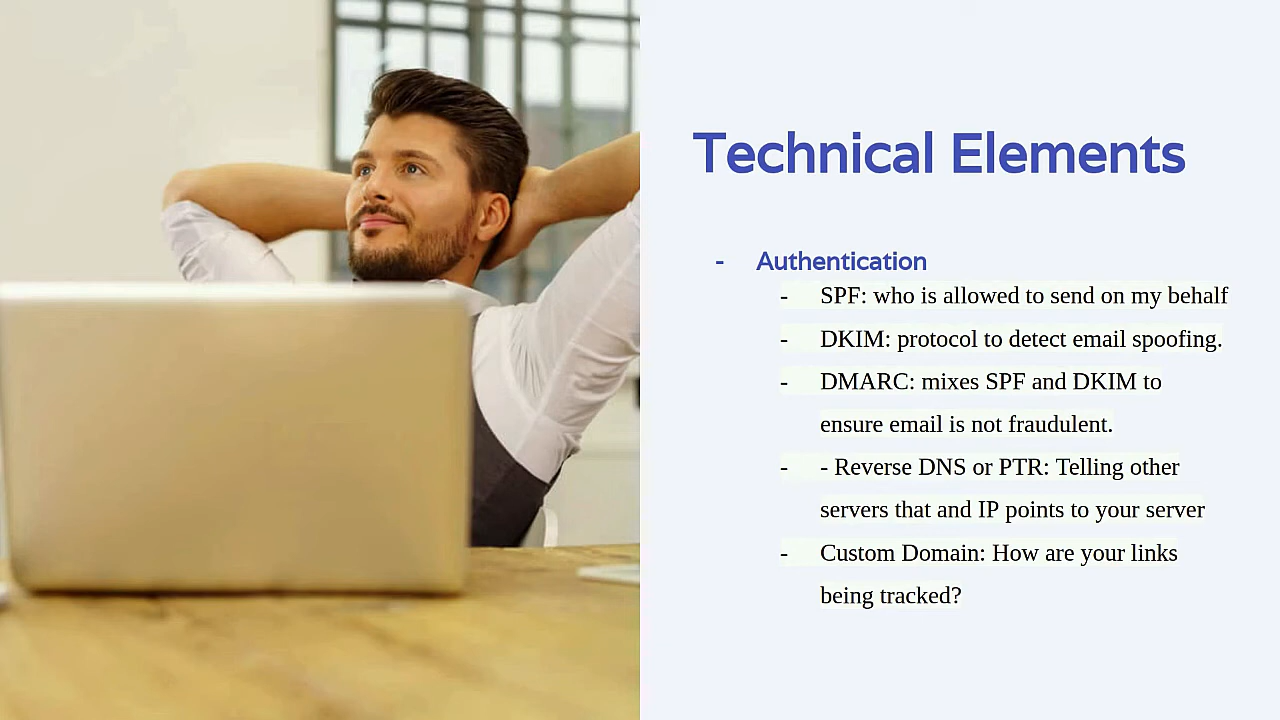 Technical Elements
- Authentication
- SPF: who is allowed to send on my behalf
- DKIM: protocol to detect email spoofing.
- DMARC: mixes SPF and DKIM to
ensure email is not fraudulent.
- - Reverse DNS or PTR: Telling other
servers that and IP points to your server
- Custom Domain: How are your links
being tracked?